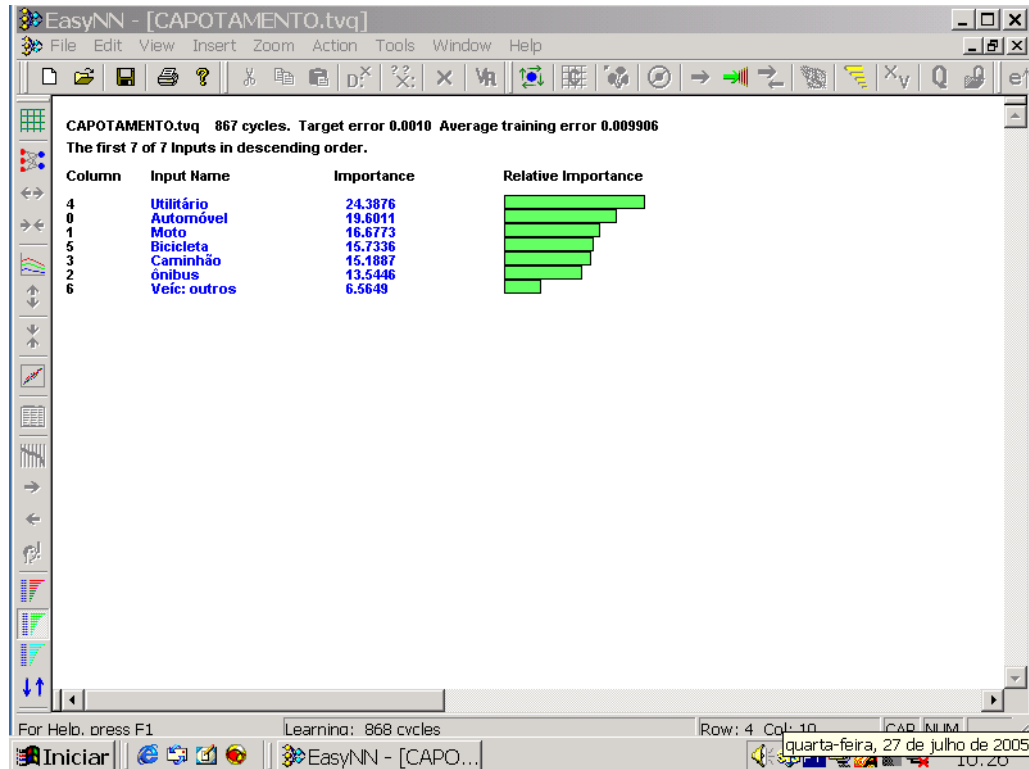 EasyNN - [CAPOTAMENTO.tvq]
File Edit View Insert Zoom Action Tools Window Help
CAPOTAMENTO.tvq 867 cycles. Target error 0.0010 Average training error 0.009906
The first 7 of 7 Inputs in descending order.
Column Input Name Importance Relative Importance
4 Utilitário 24.3876
0 Automóvel 19.6011
1 Moto 16.6773
5 Bicicleta 15.7336
3 Caminhão 15.1887
2 ônibus 13.5446
6 Veíc: outros 6.5649
For Help, press F1 Learning: 868 cycles Row: 4 Col: 10 CAP NUM
Iniciar EasyNN - [CAPO... quarta-feira, 27 de julho de 2005